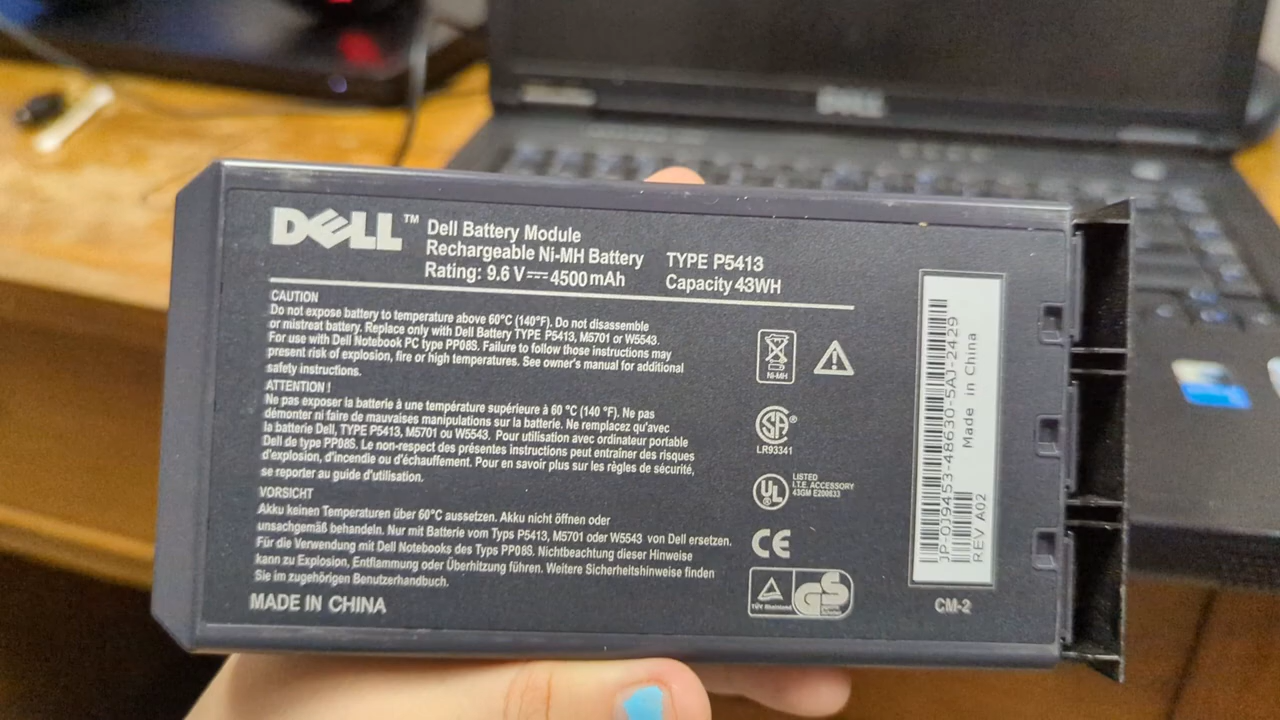 DELL
DELL™
Dell Battery Module
Rechargeable Ni-MH Battery
Rating: 9.6 V⎓4500mAh
TYPE P5413
Capacity 43WH
CAUTION
Do not expose battery to temperature above 60°C (140°F). Do not disassemble
or mistreat battery. Replace only with Dell Battery TYPE P5413, M5701 or W5543.
For use with Dell Notebook PC type PP08S. Failure to follow those instructions may
present risk of explosion, fire or high temperatures. See owner's manual for additional
safety instructions.
ATTENTION !
Ne pas exposer la batterie à une température supérieure à 60 °C (140 °F). Ne pas
démonter ni faire de mauvaises manipulations sur la batterie. Ne remplacez qu'avec
la batterie Dell, TYPE P5413, M5701 or W5543. Pour utilisation avec ordinateur portable
Dell de type PP08S. Le non-respect des présentes instructions peut entraîner des risques
d'explosion, d'incendie ou d'échauffement. Pour en savoir plus sur les règles de sécurité,
se reporter au guide d'utilisation.
VORSICHT
Akku keinen Temperaturen über 60°C aussetzen. Akku nicht öffnen oder
unsachgemäß behandeln. Nur mit Batterie vom Typs P5413, M5701 oder W5543 von Dell ersetzen.
Für die Verwendung mit Dell Notebooks des Typs PP08S. Nichtbeachtung dieser Hinweise
kann zu Explosion, Entflammung oder Überhitzung führen. Weitere Sicherheitshinweise finden
Sie im zugehörigen Benutzerhandbuch.
MADE IN CHINA
Ni-MH
SA®
LR93341
UL
LISTED
I.T.E. ACCESSORY
43GM E200633
CE
TÜV Rheinland
GS
JP-0J9453-48630-5AJ-2429
REV A02
Made in China
CM-2